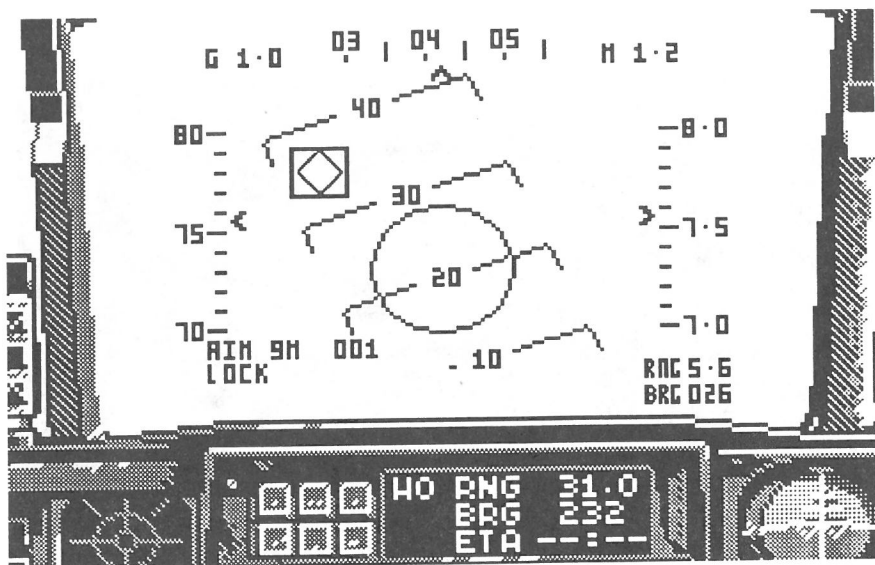 G 1·0 03 04 05 M 1·2
40
80 8·0
30
75 7·5
20
70 7·0
AIM 9M 001 -10
LOCK RNG 5·6
BRG 026
WO RNG 31.0
BRG 232
ETA --:--